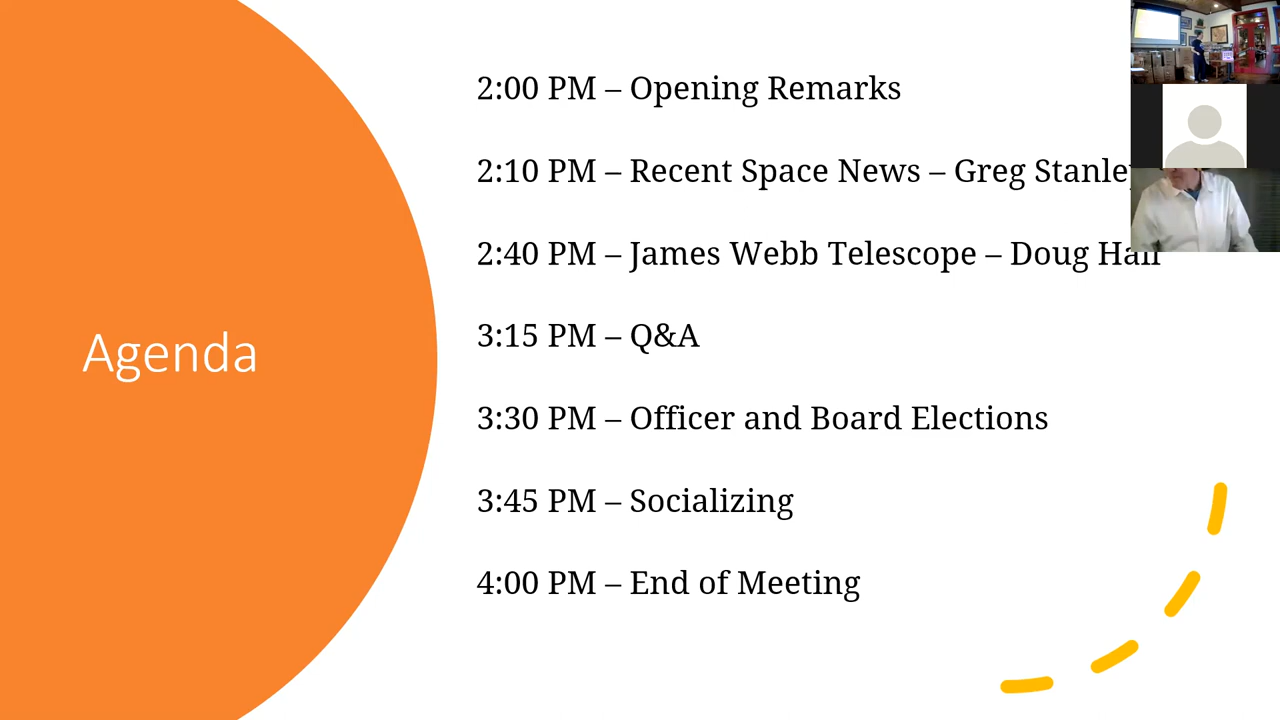 Agenda
2:00 PM – Opening Remarks
2:10 PM – Recent Space News – Greg
2:40 PM – James Webb Telescope – Doug
3:15 PM – Q&A
3:30 PM – Officer and Board Elections
3:45 PM – Socializing
4:00 PM – End of Meeting